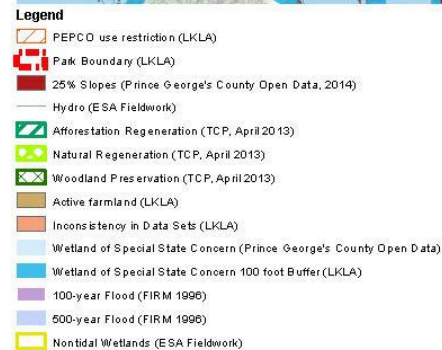 Legend
PEPCO use restriction (LKLA)
Park Boundary (LKLA)
25% Slopes (Prince George's County Open Data, 2014)
Hydro (ESA Fieldwork)
Afforestation Regeneration (TCP, April 2013)
Natural Regeneration (TCP, April 2013)
Woodland Preservation (TCP, April 2013)
Active farmland (LKLA)
Inconsistency in Data Sets (LKLA)
Wetland of Special State Concern (Prince George's County Open Data)
Wetland of Special State Concern 100 foot Buffer (LKLA)
100-year Flood (FIRM 1996)
500-year Flood (FIRM 1996)
Nontidal Wetlands (ESA Fieldwork)